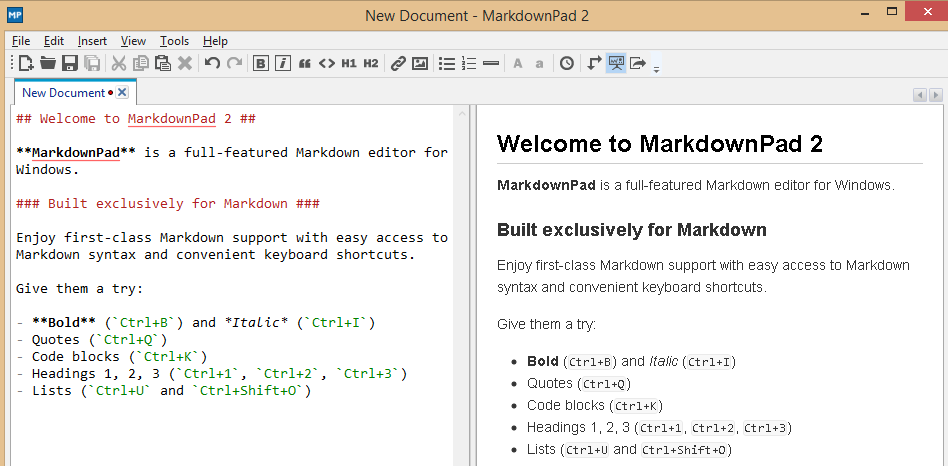 MP New Document - MarkdownPad 2
File Edit Insert View Tools Help
B i “ <> H1 H2 A a
New Document
## Welcome to MarkdownPad 2 ##
**MarkdownPad** is a full-featured Markdown editor for
Windows.
### Built exclusively for Markdown ###
Enjoy first-class Markdown support with easy access to
Markdown syntax and convenient keyboard shortcuts.
Give them a try:
- **Bold** (`Ctrl+B`) and *Italic* (`Ctrl+I`)
- Quotes (`Ctrl+Q`)
- Code blocks (`Ctrl+K`)
- Headings 1, 2, 3 (`Ctrl+1`, `Ctrl+2`, `Ctrl+3`)
- Lists (`Ctrl+U` and `Ctrl+Shift+O`)
Welcome to MarkdownPad 2
MarkdownPad is a full-featured Markdown editor for Windows.
Built exclusively for Markdown
Enjoy first-class Markdown support with easy access to Markdown
syntax and convenient keyboard shortcuts.
Give them a try:
• Bold (Ctrl+B) and Italic (Ctrl+I)
• Quotes (Ctrl+Q)
• Code blocks (Ctrl+K)
• Headings 1, 2, 3 (Ctrl+1, Ctrl+2, Ctrl+3)
• Lists (Ctrl+U and Ctrl+Shift+O)